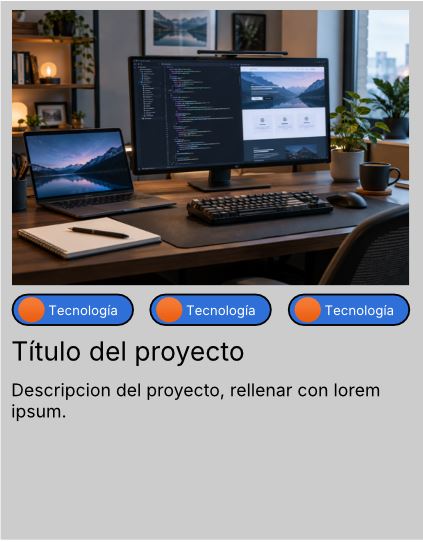 Tecnología
Tecnología
Tecnología
Título del proyecto
Descripcion del proyecto, rellenar con lorem
ipsum.